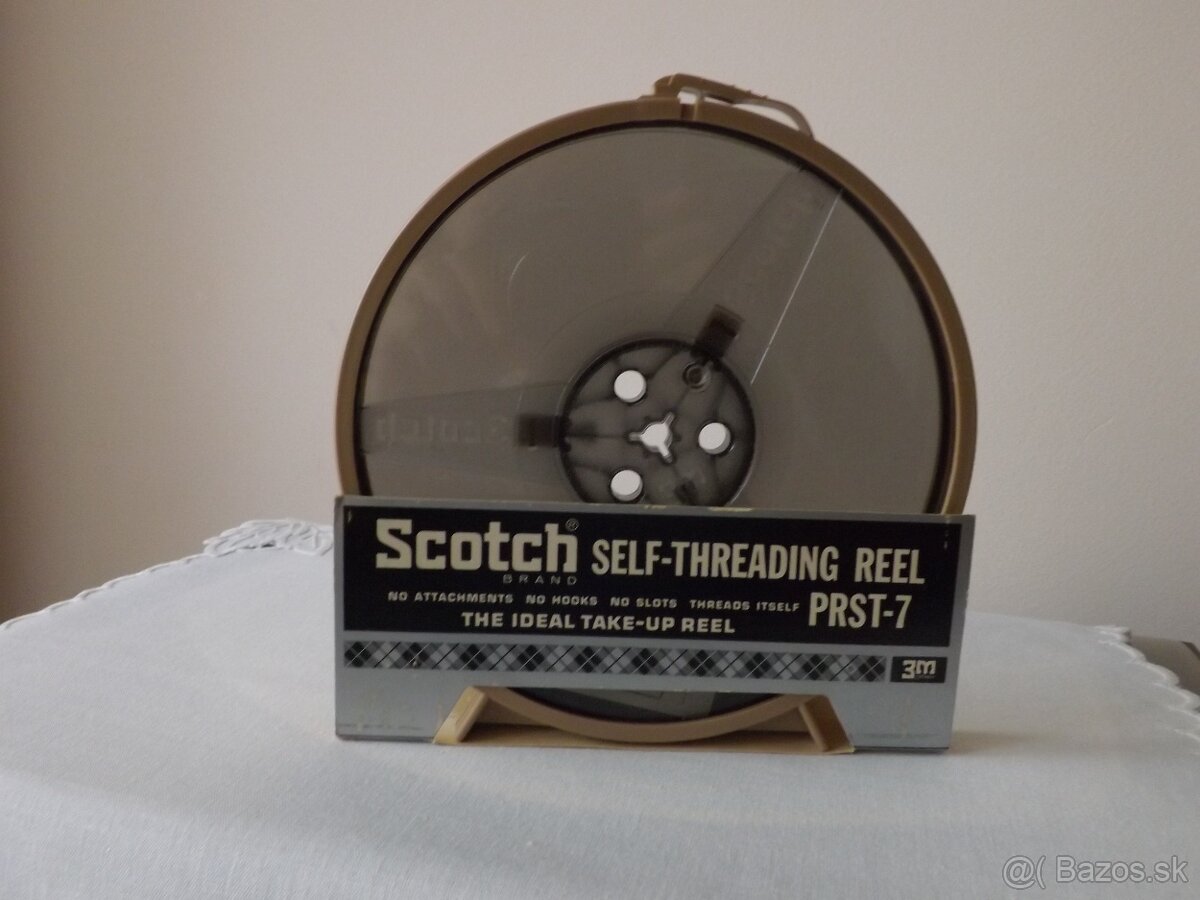 Scotch® SELF-THREADING REEL
BRAND
NO ATTACHMENTS NO HOOKS NO SLOTS THREADS ITSELF PRST-7
THE IDEAL TAKE-UP REEL
3M
@( Bazos.sk